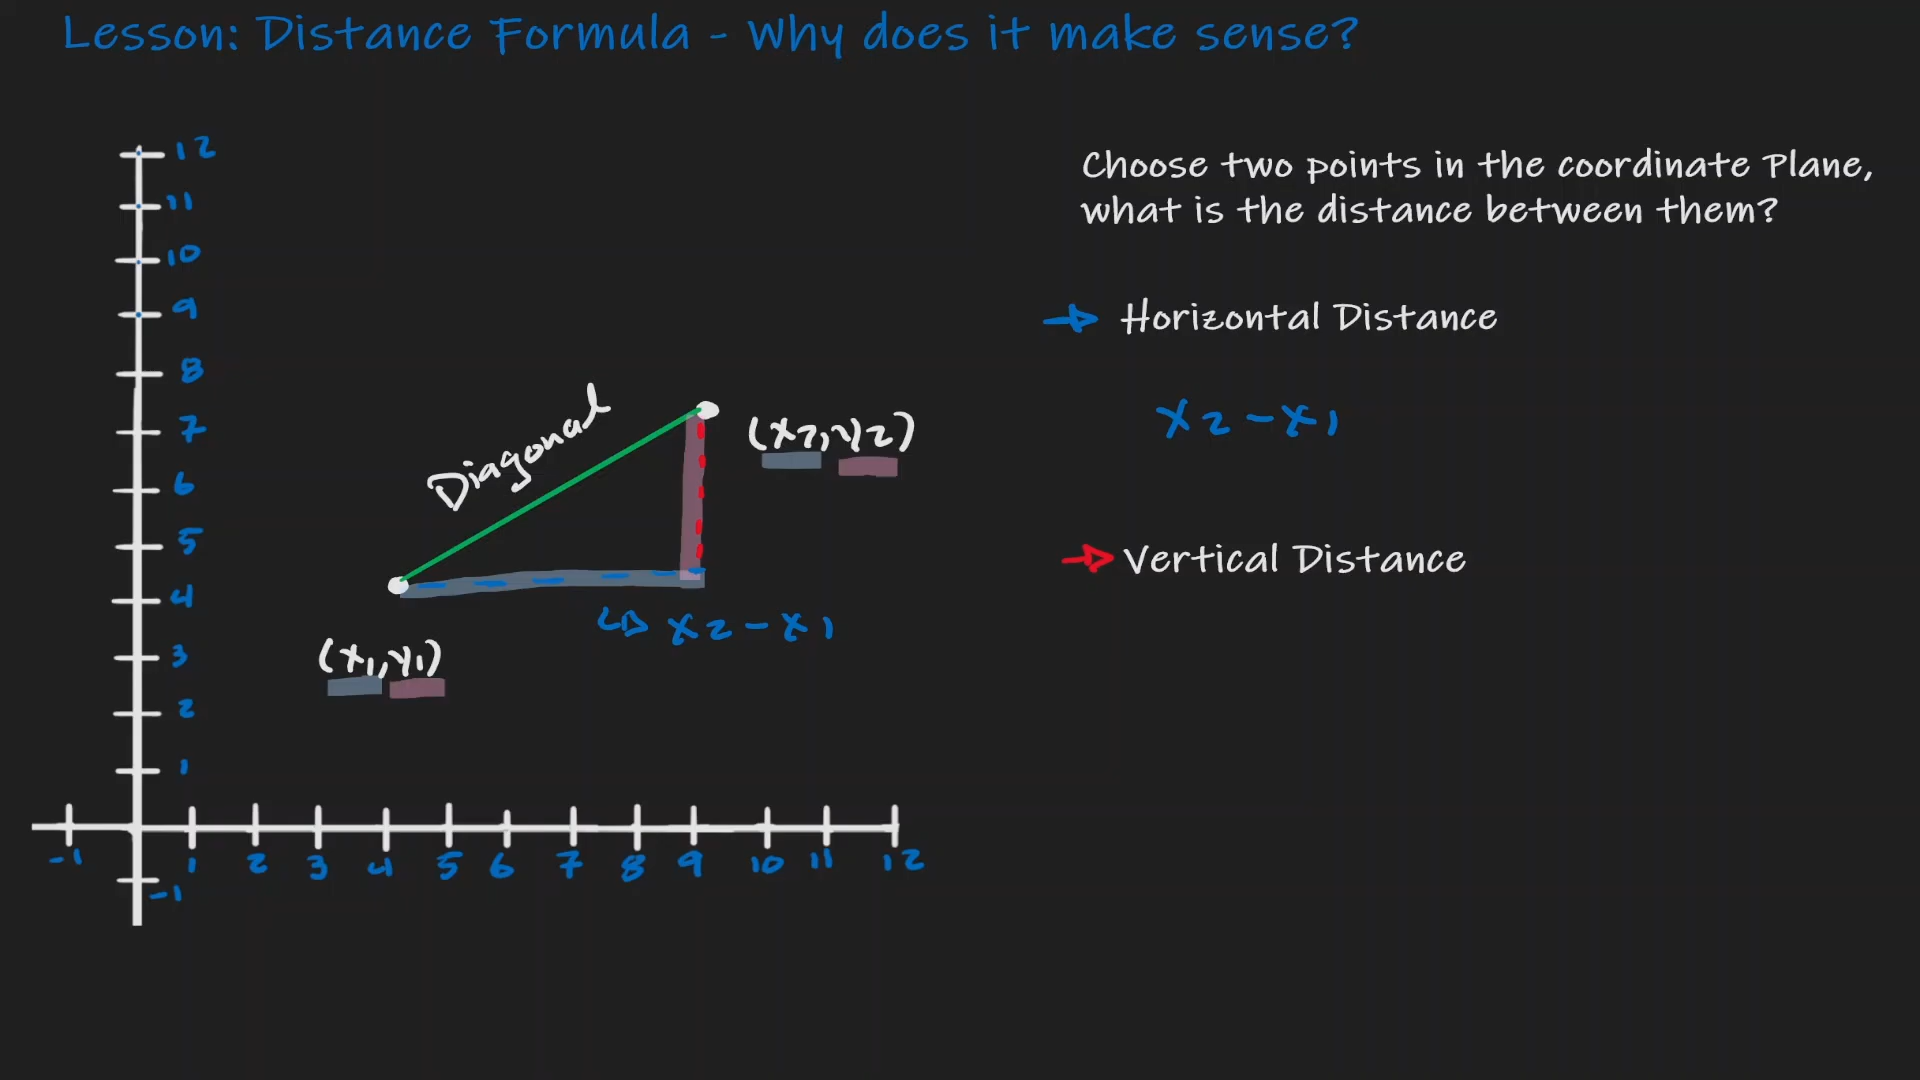 Lesson: Distance Formula - Why does it make sense?
Choose two points in the coordinate Plane,
what is the distance between them?
Horizontal Distance
x2 - x1
Vertical Distance
12
11
10
9
8
7
6
5
4
3
2
1
-1
Diagonal
(x2, y2)
x2 - x1
(x1, y1)
-1 1 2 3 4 5 6 7 8 9 10 11 12